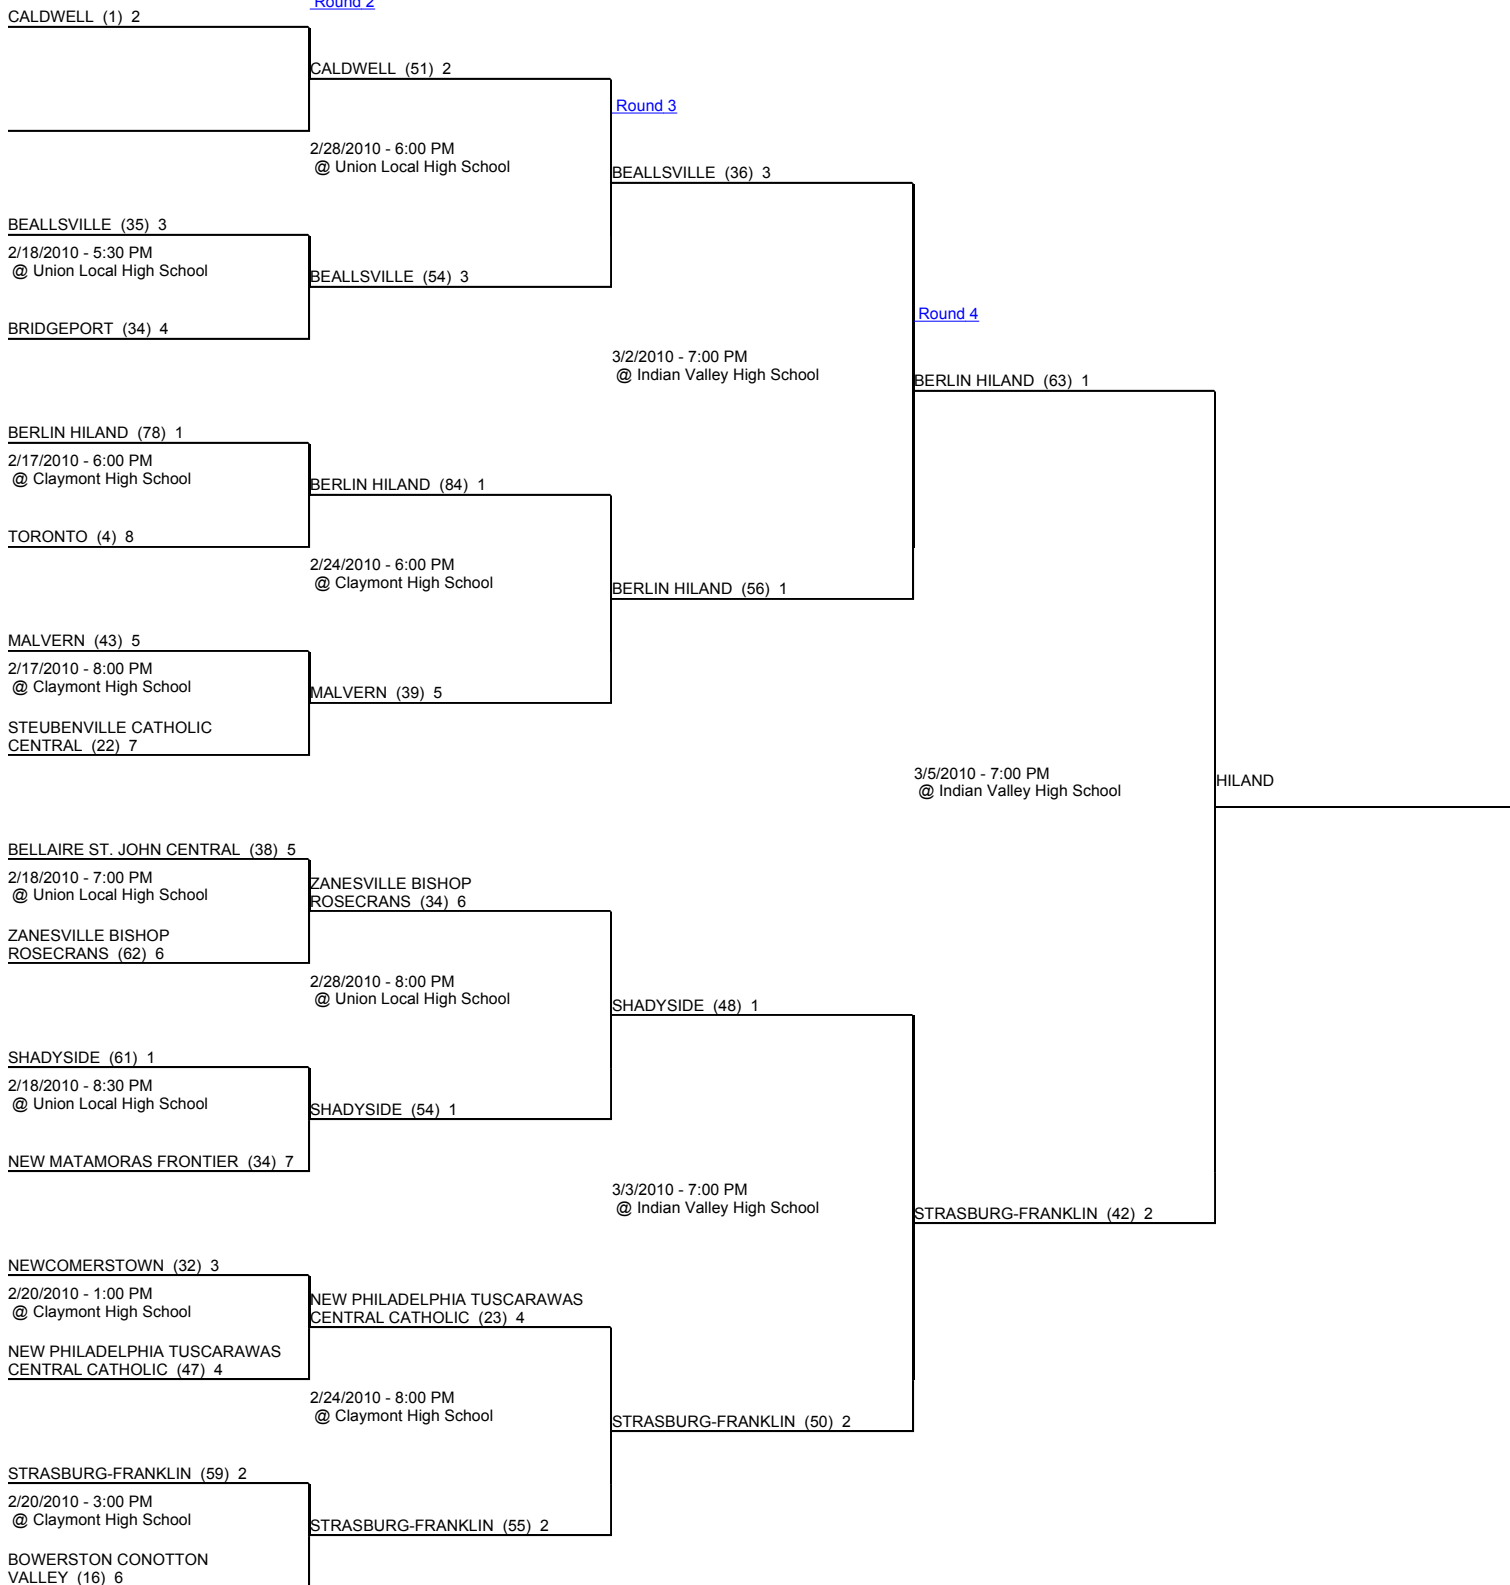 Round 2
CALDWELL (1) 2
CALDWELL (51) 2
Round 3
2/28/2010 - 6:00 PM
@ Union Local High School
BEALLSVILLE (36) 3
BEALLSVILLE (35) 3
2/18/2010 - 5:30 PM
@ Union Local High School
BEALLSVILLE (54) 3
BRIDGEPORT (34) 4
Round 4
3/2/2010 - 7:00 PM
@ Indian Valley High School
BERLIN HILAND (63) 1
BERLIN HILAND (78) 1
2/17/2010 - 6:00 PM
@ Claymont High School
BERLIN HILAND (84) 1
TORONTO (4) 8
2/24/2010 - 6:00 PM
@ Claymont High School
BERLIN HILAND (56) 1
MALVERN (43) 5
2/17/2010 - 8:00 PM
@ Claymont High School
MALVERN (39) 5
STEUBENVILLE CATHOLIC
CENTRAL (22) 7
3/5/2010 - 7:00 PM
@ Indian Valley High School
HILAND
BELLAIRE ST. JOHN CENTRAL (38) 5
2/18/2010 - 7:00 PM
@ Union Local High School
ZANESVILLE BISHOP
ROSECRANS (34) 6
ZANESVILLE BISHOP
ROSECRANS (62) 6
2/28/2010 - 8:00 PM
@ Union Local High School
SHADYSIDE (48) 1
SHADYSIDE (61) 1
2/18/2010 - 8:30 PM
@ Union Local High School
SHADYSIDE (54) 1
NEW MATAMORAS FRONTIER (34) 7
3/3/2010 - 7:00 PM
@ Indian Valley High School
STRASBURG-FRANKLIN (42) 2
NEWCOMERSTOWN (32) 3
2/20/2010 - 1:00 PM
@ Claymont High School
NEW PHILADELPHIA TUSCARAWAS
CENTRAL CATHOLIC (23) 4
NEW PHILADELPHIA TUSCARAWAS
CENTRAL CATHOLIC (47) 4
2/24/2010 - 8:00 PM
@ Claymont High School
STRASBURG-FRANKLIN (50) 2
STRASBURG-FRANKLIN (59) 2
2/20/2010 - 3:00 PM
@ Claymont High School
STRASBURG-FRANKLIN (55) 2
BOWERSTON CONOTTON
VALLEY (16) 6